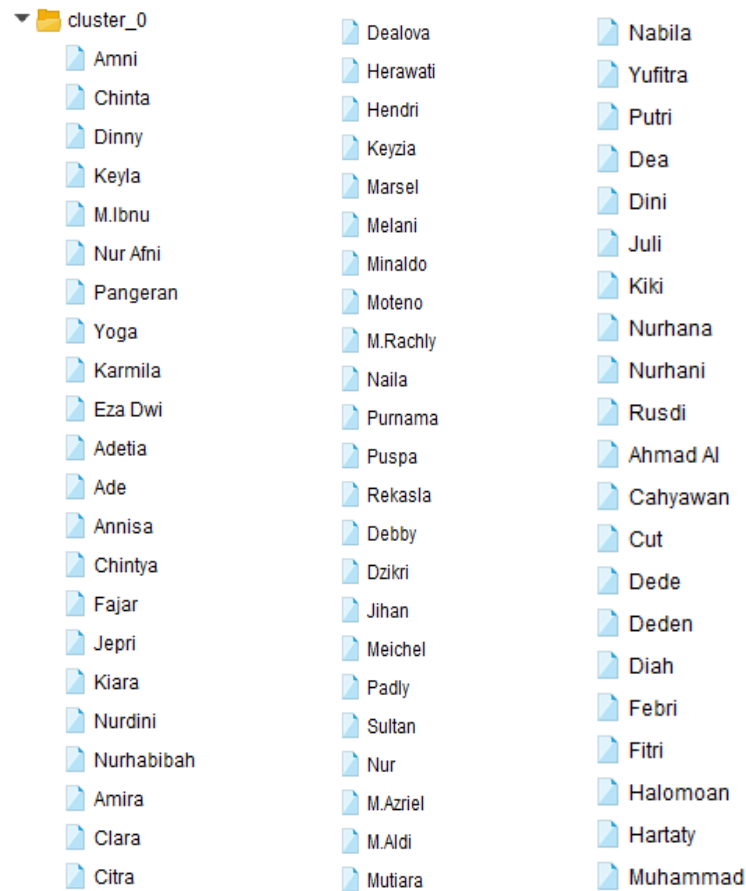 cluster_0
Amni
Chinta
Dinny
Keyla
M.Ibnu
Nur Afni
Pangeran
Yoga
Karmila
Eza Dwi
Adetia
Ade
Annisa
Chintya
Fajar
Jepri
Kiara
Nurdini
Nurhabibah
Amira
Clara
Citra
Dealova
Herawati
Hendri
Keyzia
Marsel
Melani
Minaldo
Moteno
M.Rachly
Naila
Purnama
Puspa
Rekasla
Debby
Dzikri
Jihan
Meichel
Padly
Sultan
Nur
M.Azriel
M.Aldi
Mutiara
Nabila
Yufitra
Putri
Dea
Dini
Juli
Kiki
Nurhana
Nurhani
Rusdi
Ahmad Al
Cahyawan
Cut
Dede
Deden
Diah
Febri
Fitri
Halomoan
Hartaty
Muhammad